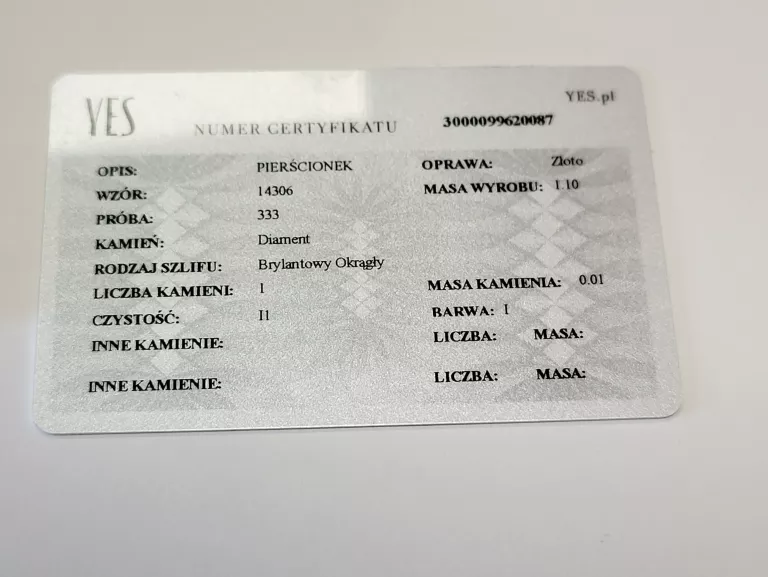 YES
YES.pl
NUMER CERTYFIKATU 3000099620087
OPIS: PIERŚCIONEK OPRAWA: Złoto
WZÓR: 14306 MASA WYROBU: 1.10
PRÓBA: 333
KAMIEŃ: Diament
RODZAJ SZLIFU: Brylantowy Okrągły
LICZBA KAMIENI: 1 MASA KAMIENIA: 0.01
CZYSTOŚĆ: I1 BARWA: I
INNE KAMIENIE: LICZBA: MASA:
INNE KAMIENIE: LICZBA: MASA: